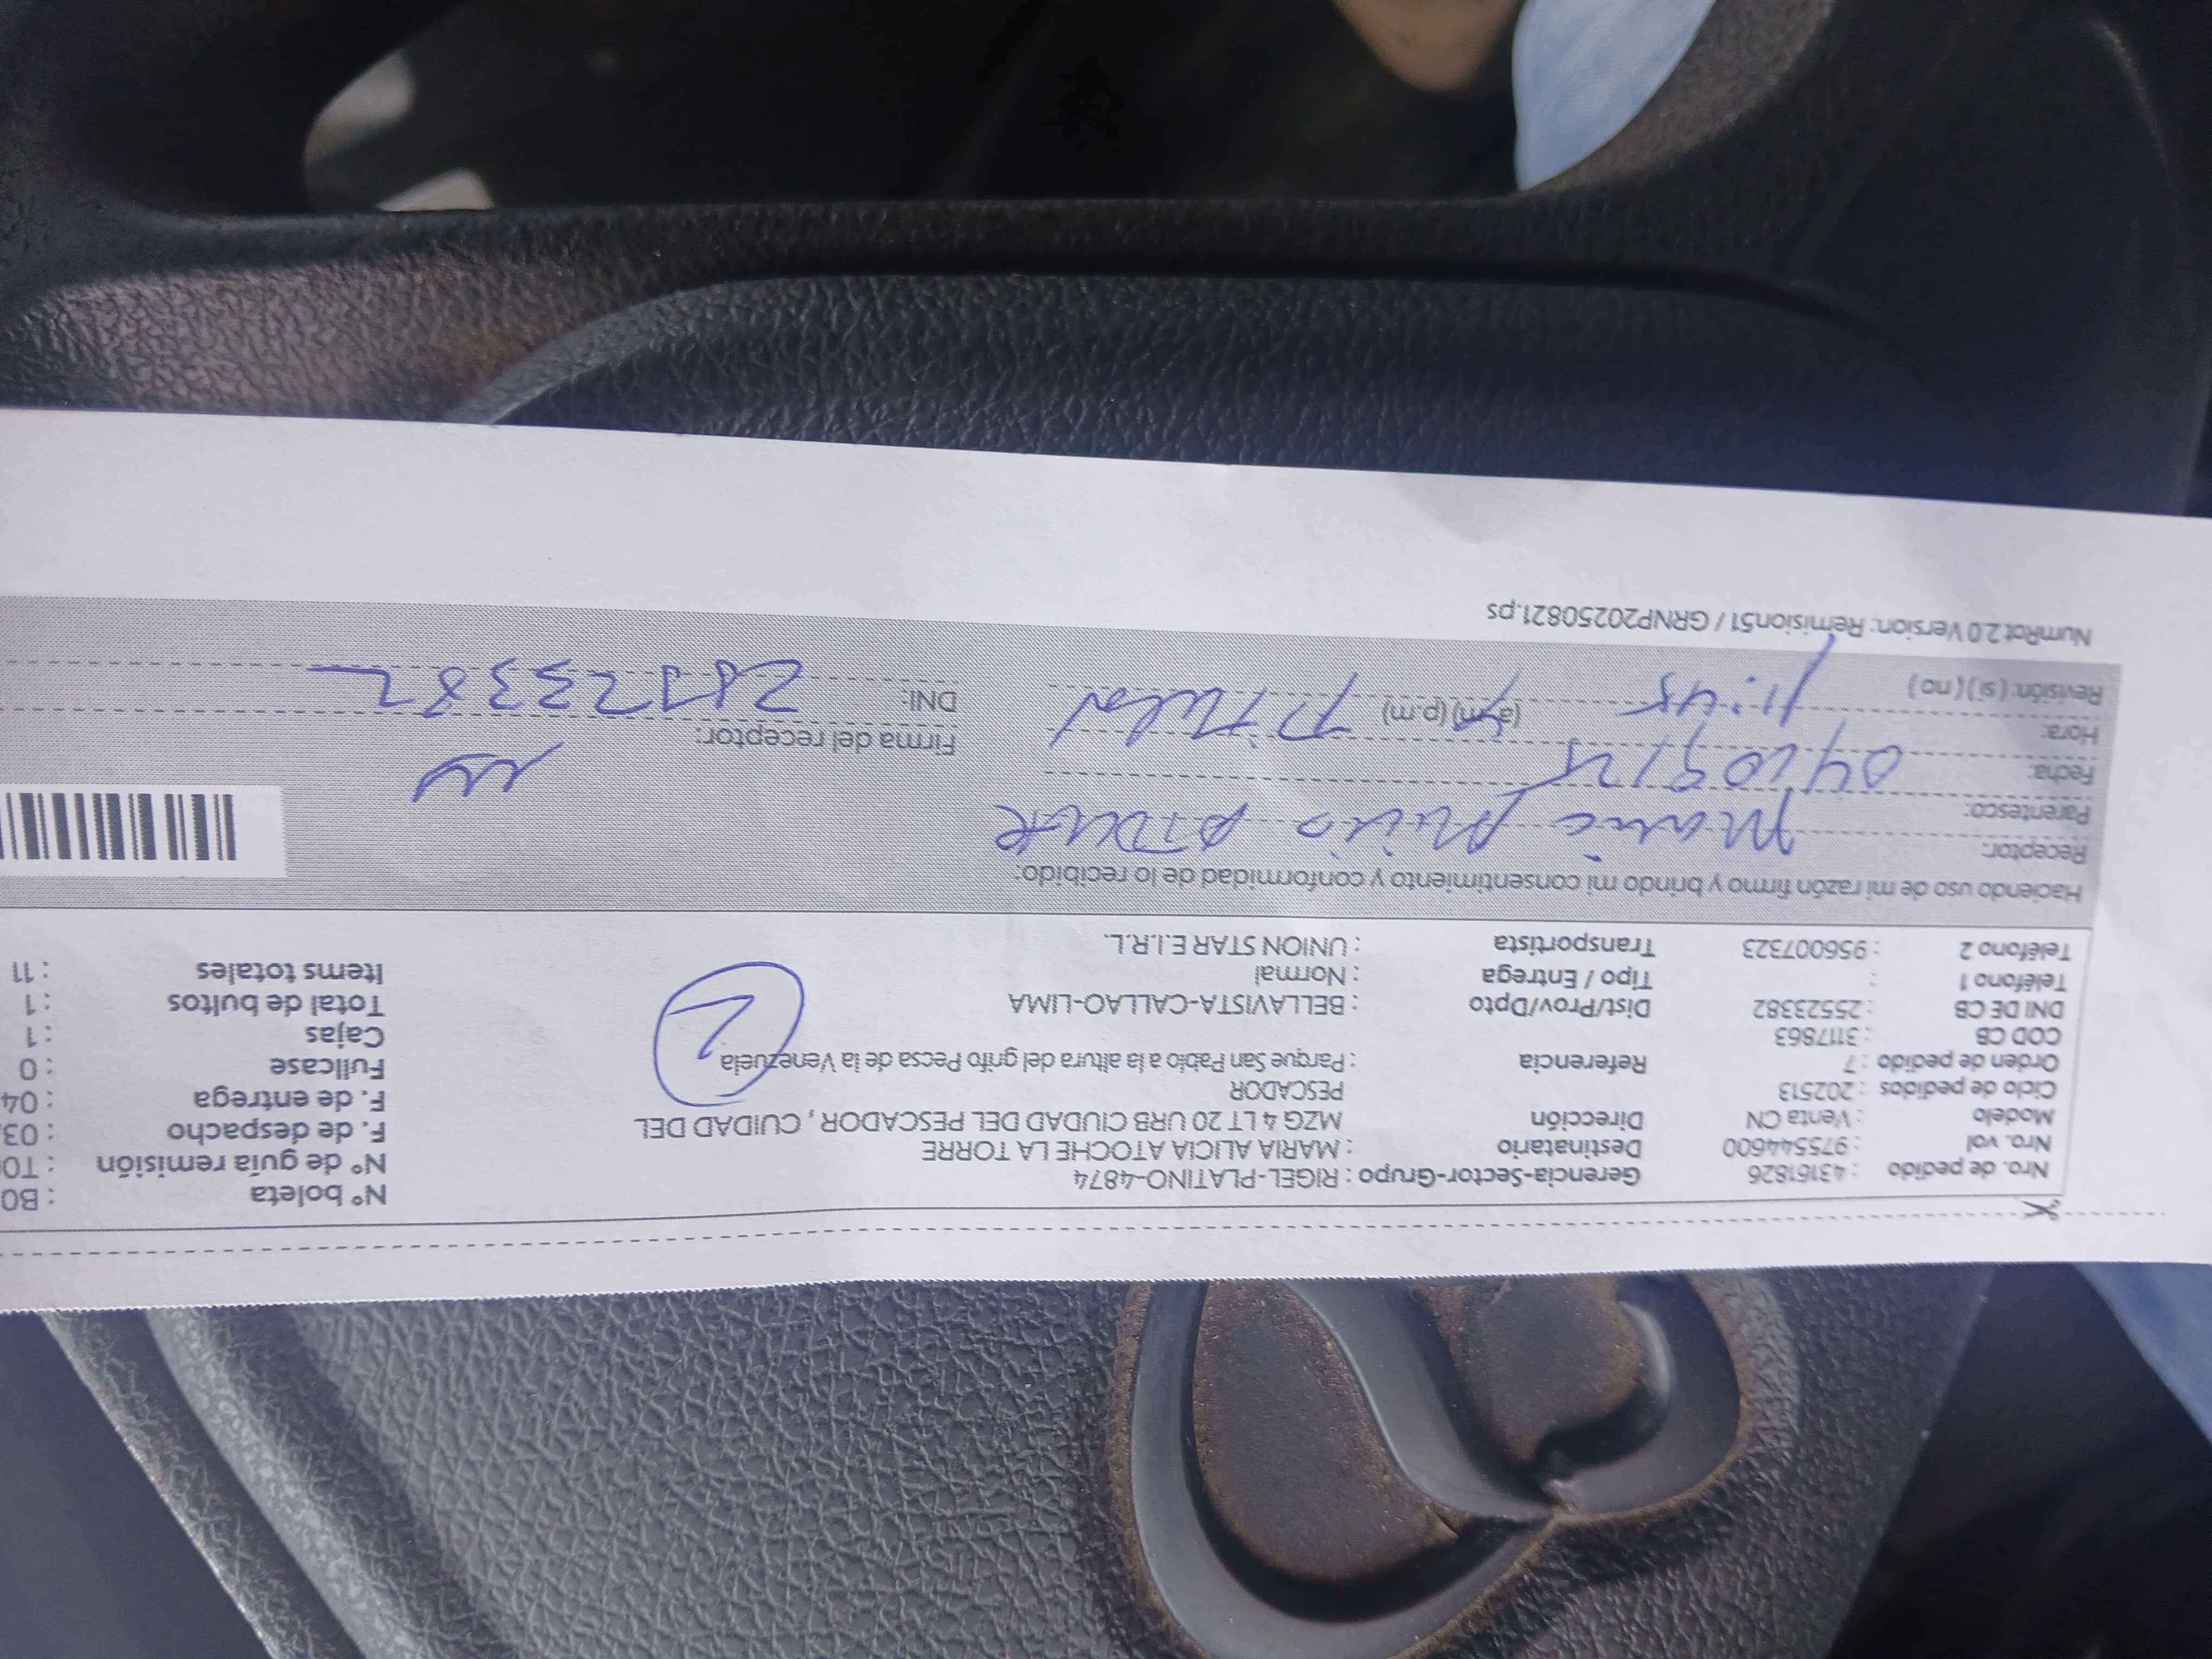 Nro. de pedido : 43161826 Gerencia-Sector-Grupo : RIGEL-PLATINO-4874 N° boleta : B0
Nro. vol : 975544600 Destinatario : MARIA ALICIA ATOCHE LA TORRE N° de guía remisión : T0
Modelo : Venta CN Dirección MZG 4 LT 20 URB CIUDAD DEL PESCADOR , CUIDAD DEL F. de despacho : 03
Ciclo de pedidos : 202513 PESCADOR F. de entrega : 04
Orden de pedido : 7 Referencia : Parque San Pablo a la altura del grifo Pecsa de la Venezuela Fullcase : 0
COD CB : 3117863 Cajas : 1
DNI DE CB : 25523382 Dist/Prov/Dpto : BELLAVISTA-CALLAO-LIMA 2 Total de bultos : 1
Teléfono 1 : Tipo / Entrega : Normal Items totales : 11
Teléfono 2 : 956007323 Transportista : UNION STAR E.I.R.L.
Haciendo uso de mi razón firmo y brindo mi consentimiento y conformidad de lo recibido:
Receptor: Maria
Parentesco:
Fecha: 04/09/25 Firma del receptor:
Hora: 11:45 (a.m) (p.m) DNI:
Revisión: ( si ) ( no )
NumRot 2.0 Version: Remision51 / GRNP20250821.ps